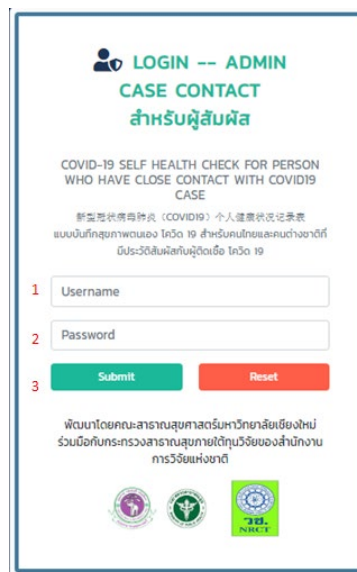 LOGIN -- ADMIN
CASE CONTACT
สำหรับผู้สัมผัส
COVID-19 SELF HEALTH CHECK FOR PERSON
WHO HAVE CLOSE CONTACT WITH COVID19
CASE
新型冠状病毒肺炎 (COVID19) 个人健康状况记录表
แบบบันทึกสุขภาพตนเอง โควิด 19 สำหรับคนไทยและคนต่างชาติที่
มีประวัติสัมผัสกับผู้ติดเชื้อ โควิด 19
1 Username
2 Password
3 Submit Reset
พัฒนาโดยคณะสาธารณสุขศาสตร์มหาวิทยาลัยเชียงใหม่
ร่วมมือกับกระทรวงสาธารณสุขภายใต้ทุนวิจัยของสำนักงาน
การวิจัยแห่งชาติ
วช.
NRCT